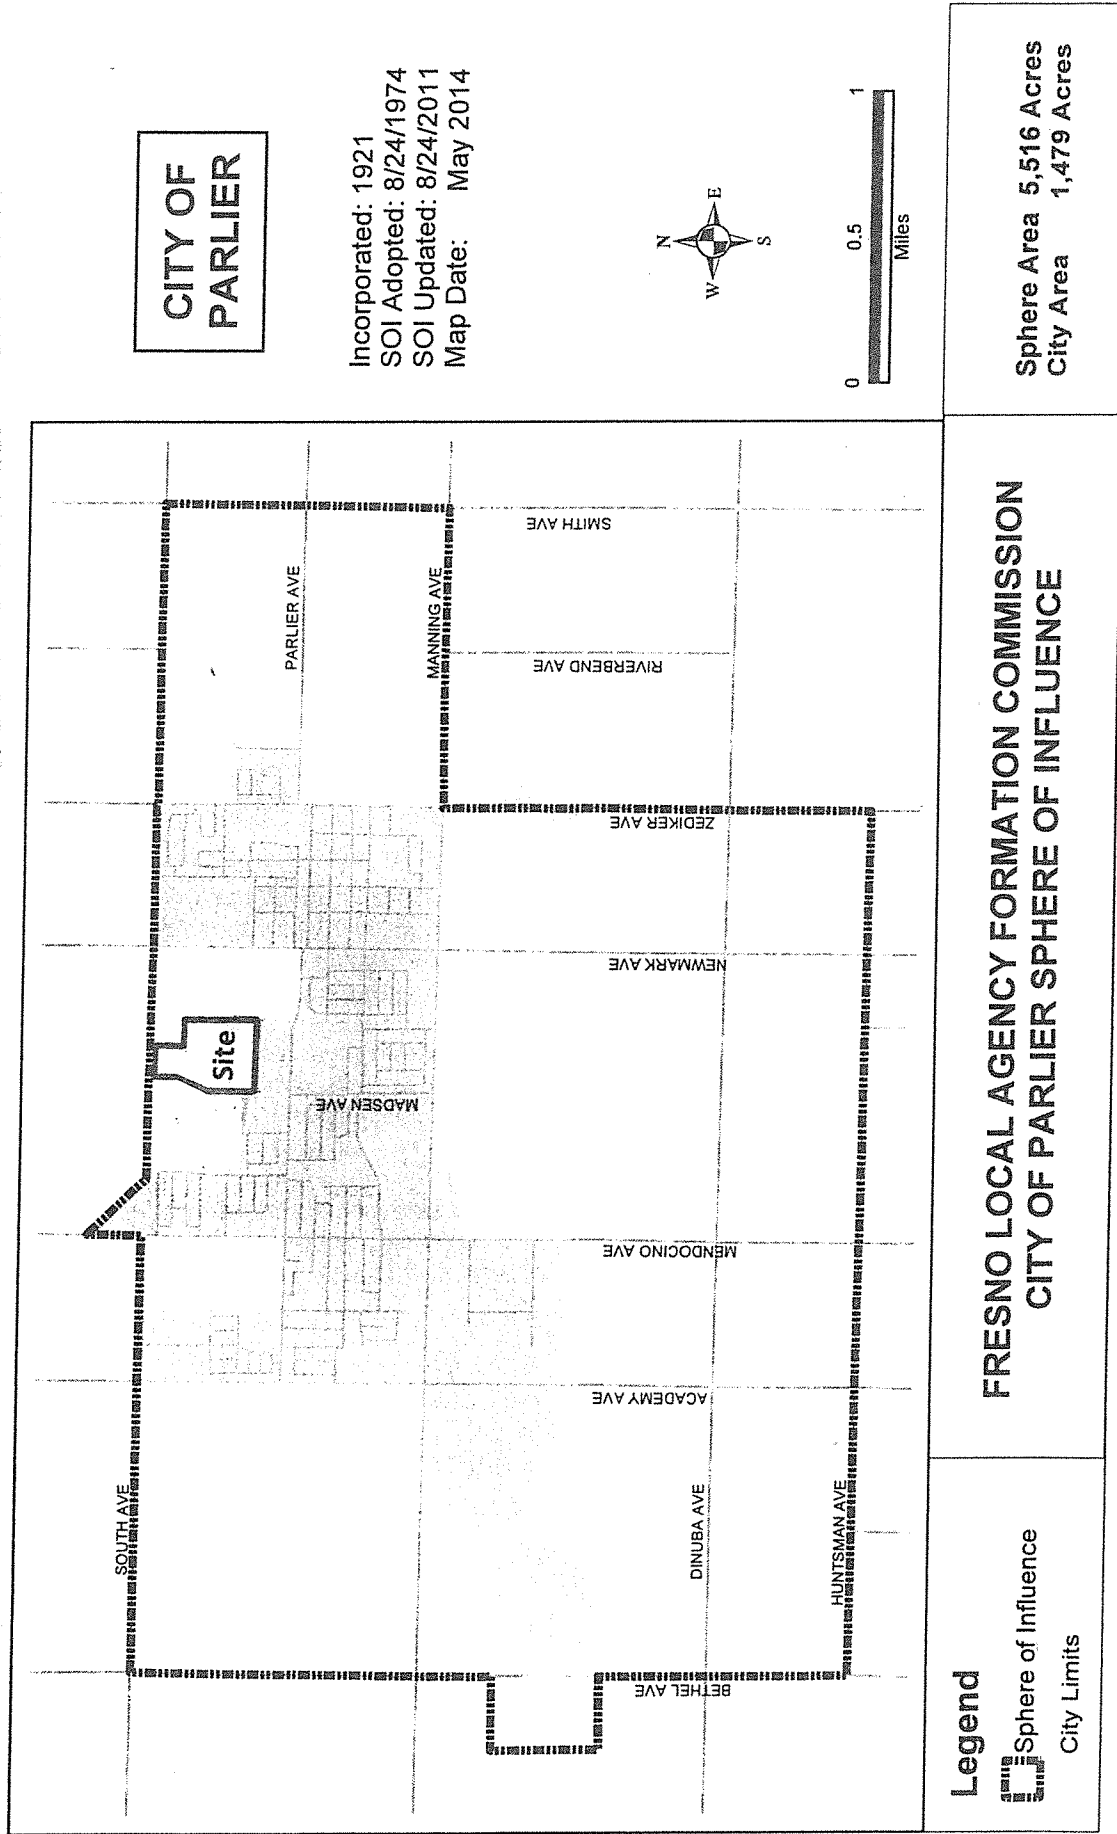 CITY OF
PARLIER
Incorporated: 1921
SOI Adopted: 8/24/1974
SOI Updated: 8/24/2011
Map Date: May 2014
N
W
E
S
0
0.5
1
Miles
SOUTH AVE
PARLIER AVE
MANNING AVE
DINUBA AVE
HUNTSMAN AVE
BETHEL AVE
ACADEMY AVE
MENDOCINO AVE
MADSEN AVE
NEWMARK AVE
ZEDIKER AVE
RIVERBEND AVE
SMITH AVE
Site
Legend
Sphere of Influence
City Limits
FRESNO LOCAL AGENCY FORMATION COMMISSION
CITY OF PARLIER SPHERE OF INFLUENCE
Sphere Area 5,516 Acres
City Area 1,479 Acres